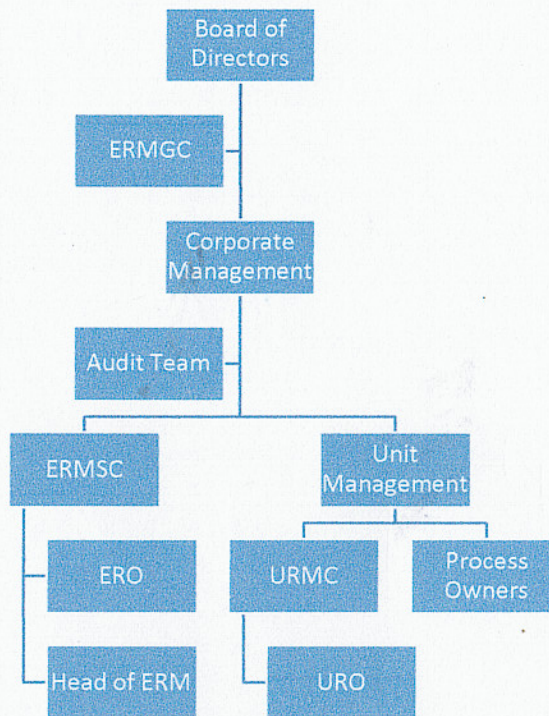 Board of
Directors
ERMGC
Corporate
Management
Audit Team
ERMSC
Unit
Management
ERO
URMC
Process
Owners
Head of ERM
URO